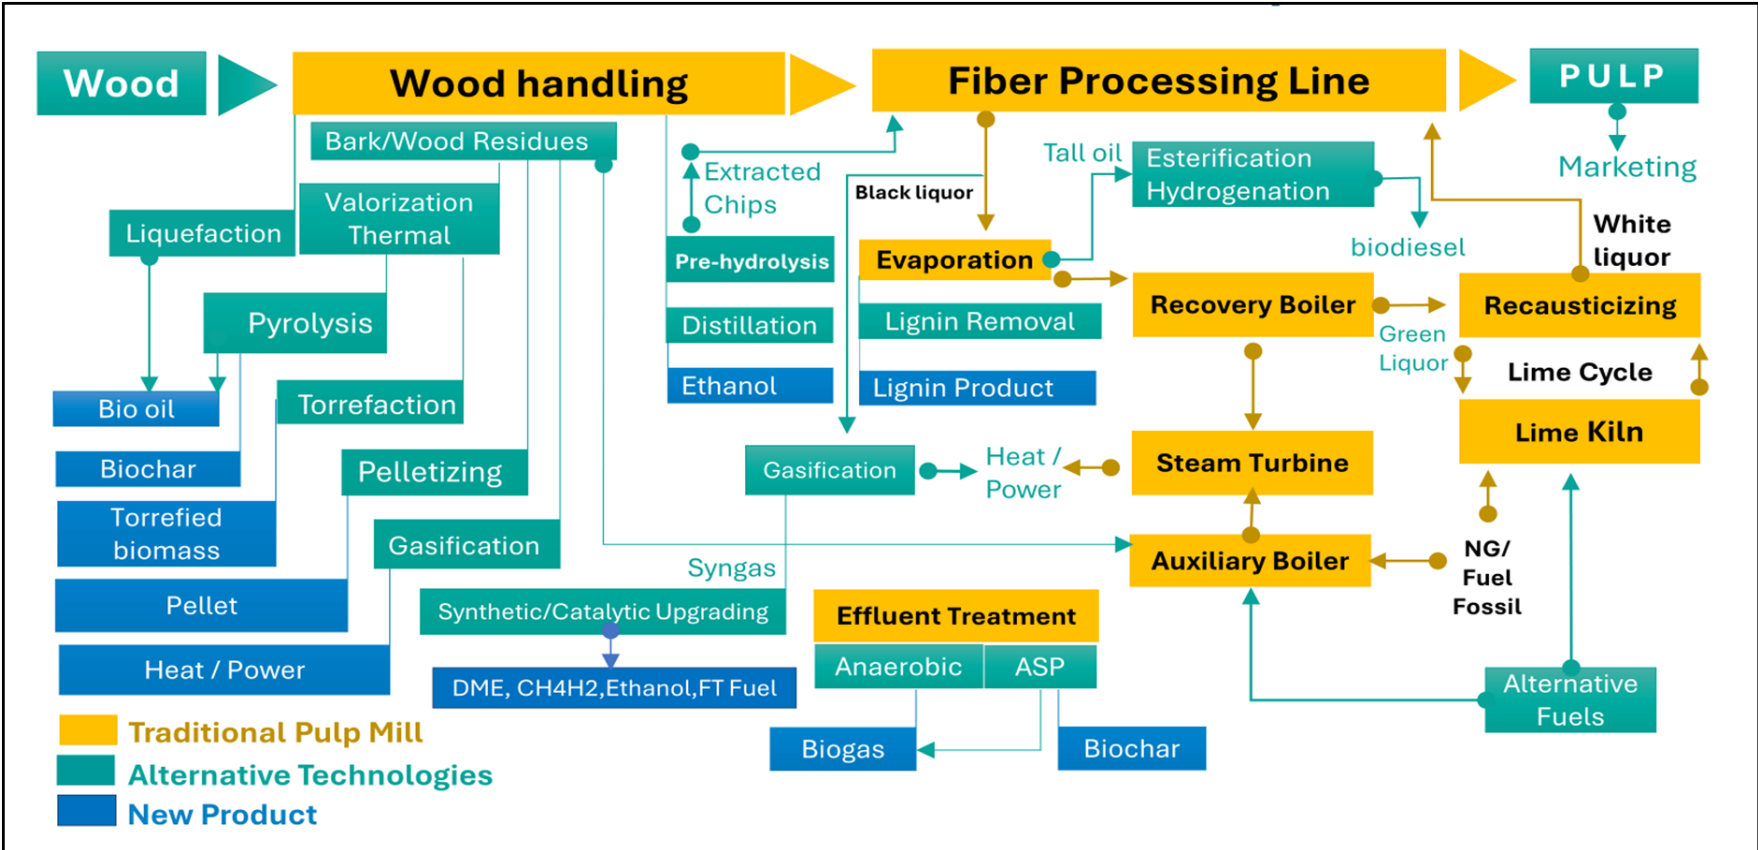 Wood
Wood handling
Fiber Processing Line
PULP
Bark/Wood Residues
Extracted
Chips
Black liquor
Tall oil
Esterification
Hydrogenation
Marketing
Liquefaction
Valorization
Thermal
Pre-hydrolysis
Evaporation
biodiesel
White
liquor
Pyrolysis
Distillation
Lignin Removal
Recovery Boiler
Green
Liquor
Recausticizing
Bio oil
Torrefaction
Ethanol
Lignin Product
Lime Cycle
Biochar
Pelletizing
Gasification
Heat /
Power
Steam Turbine
Lime Kiln
Torrefied
biomass
Gasification
Syngas
Auxiliary Boiler
NG/
Fuel
Fossil
Pellet
Synthetic/Catalytic Upgrading
Effluent Treatment
Heat / Power
DME, CH4H2,Ethanol,FT Fuel
Anaerobic
ASP
Alternative
Fuels
Biogas
Biochar
Traditional Pulp Mill
Alternative Technologies
New Product